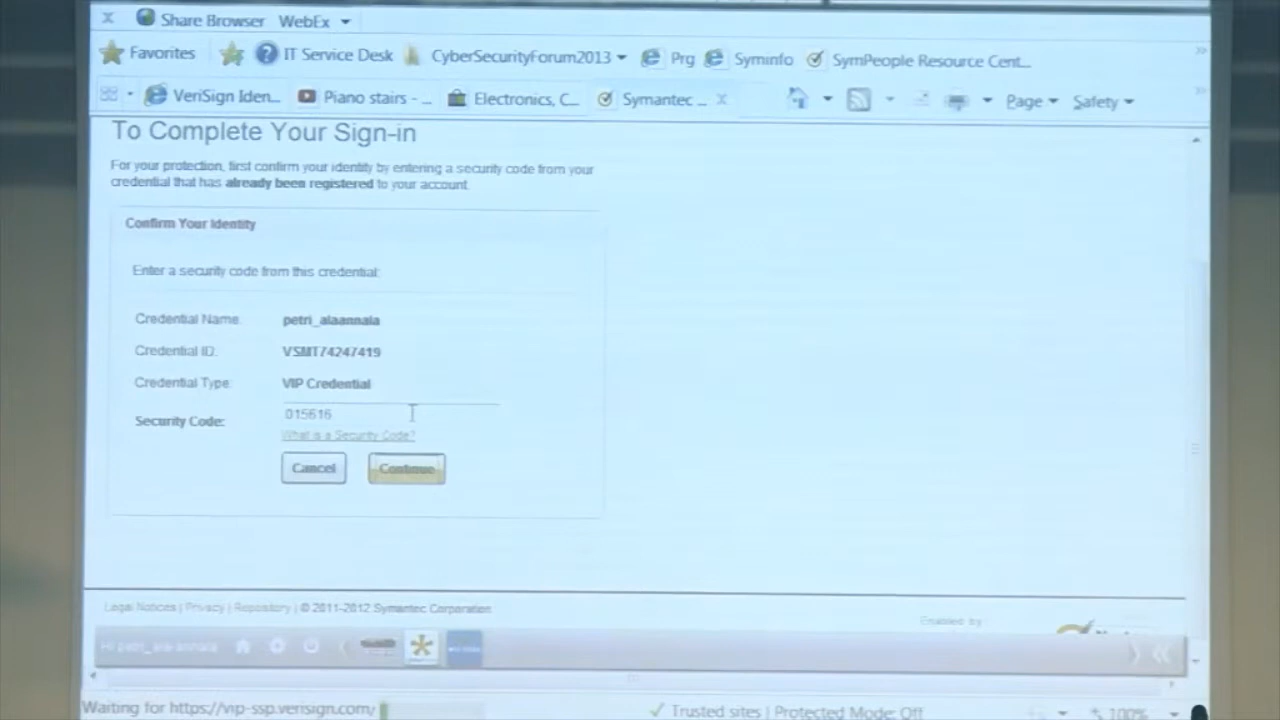 Share Browser WebEx
Favorites IT Service Desk CyberSecurityForum2013 Prg Syminfo SymPeople Resource Cent...
VeriSign Iden... Piano stairs - ... Electronics, C... Symantec ... x Page Safety
To Complete Your Sign-in
For your protection, first confirm your identity by entering a security code from your
credential that has already been registered to your account.
Confirm Your Identity
Enter a security code from this credential:
Credential Name: petri_alaannala
Credential ID: VSMT74247419
Credential Type: VIP Credential
Security Code: 015616
What is a Security Code?
Cancel Continue
Legal Notices | Privacy | Repository | © 2011-2012 Symantec Corporation
Enabled by
Waiting for https://vip-ssp.verisign.com/ Trusted sites | Protected Mode: Off 100%